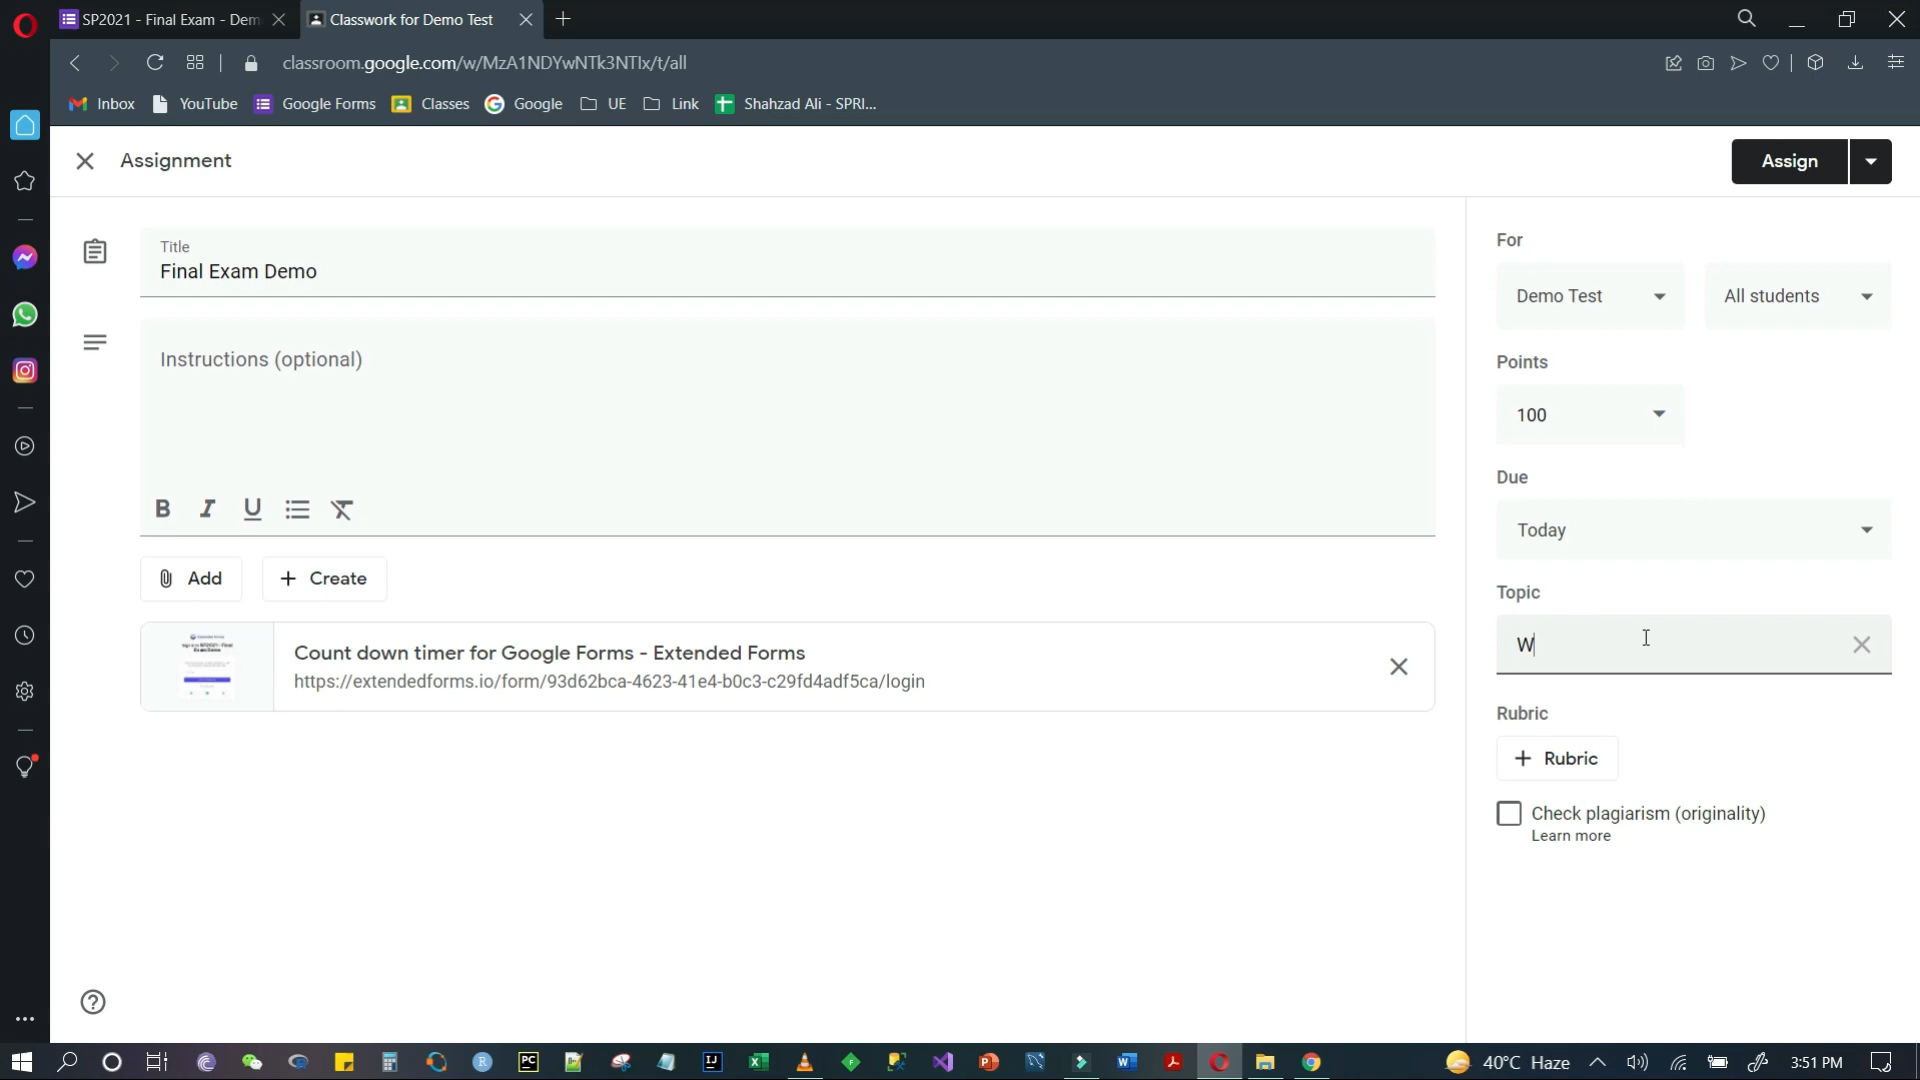 SP2021 - Final Exam - Dem
Classwork for Demo Test
classroom.google.com/w/MzA1NDYwNTk3NTIx/t/all
Inbox
YouTube
Google Forms
Classes
Google
UE
Link
Shahzad Ali - SPRI...
Assignment
Assign
Title
Final Exam Demo
Instructions (optional)
B I U
Add
Create
Count down timer for Google Forms - Extended Forms
https://extendedforms.io/form/93d62bca-4623-41e4-b0c3-c29fd4adf5ca/login
For
Demo Test
All students
Points
100
Due
Today
Topic
W
Rubric
Rubric
Check plagiarism (originality)
Learn more
40°C Haze
3:51 PM